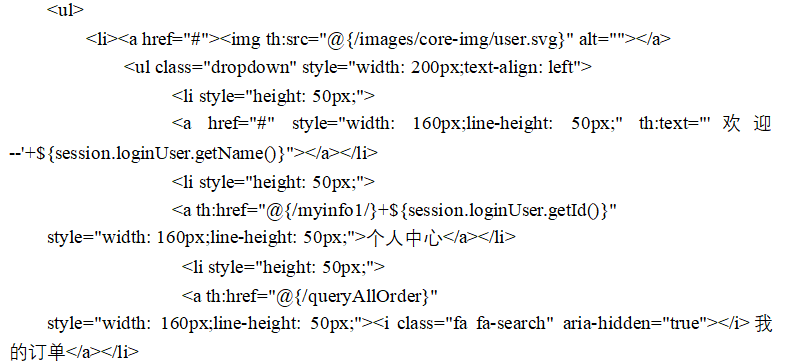 <ul>
<li><a href="#"><img th:src="@{/images/core-img/user.svg}" alt=""></a>
<ul class="dropdown" style="width: 200px;text-align: left">
<li style="height: 50px;">
<a href="#" style="width: 160px;line-height: 50px;" th:text="'欢迎
--'+${session.loginUser.getName()}"></a></li>
<li style="height: 50px;">
<a th:href="@{/myinfo1/}+${session.loginUser.getId()}"
style="width: 160px;line-height: 50px;">个人中心</a></li>
<li style="height: 50px;">
<a th:href="@{/queryAllOrder}"
style="width: 160px;line-height: 50px;"><i class="fa fa-search" aria-hidden="true"></i>我
的订单</a></li>